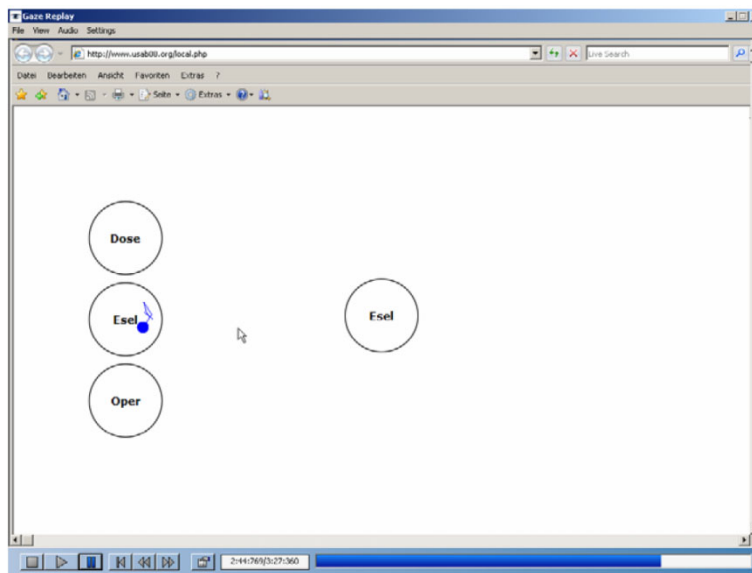 Gaze Replay
File View Audio Settings
http://www.usab08.org/local.php Live Search
Datei Bearbeiten Ansicht Favoriten Extras ?
Seite Extras
Dose
Esel Esel
Oper
2:44:769/3:27:360